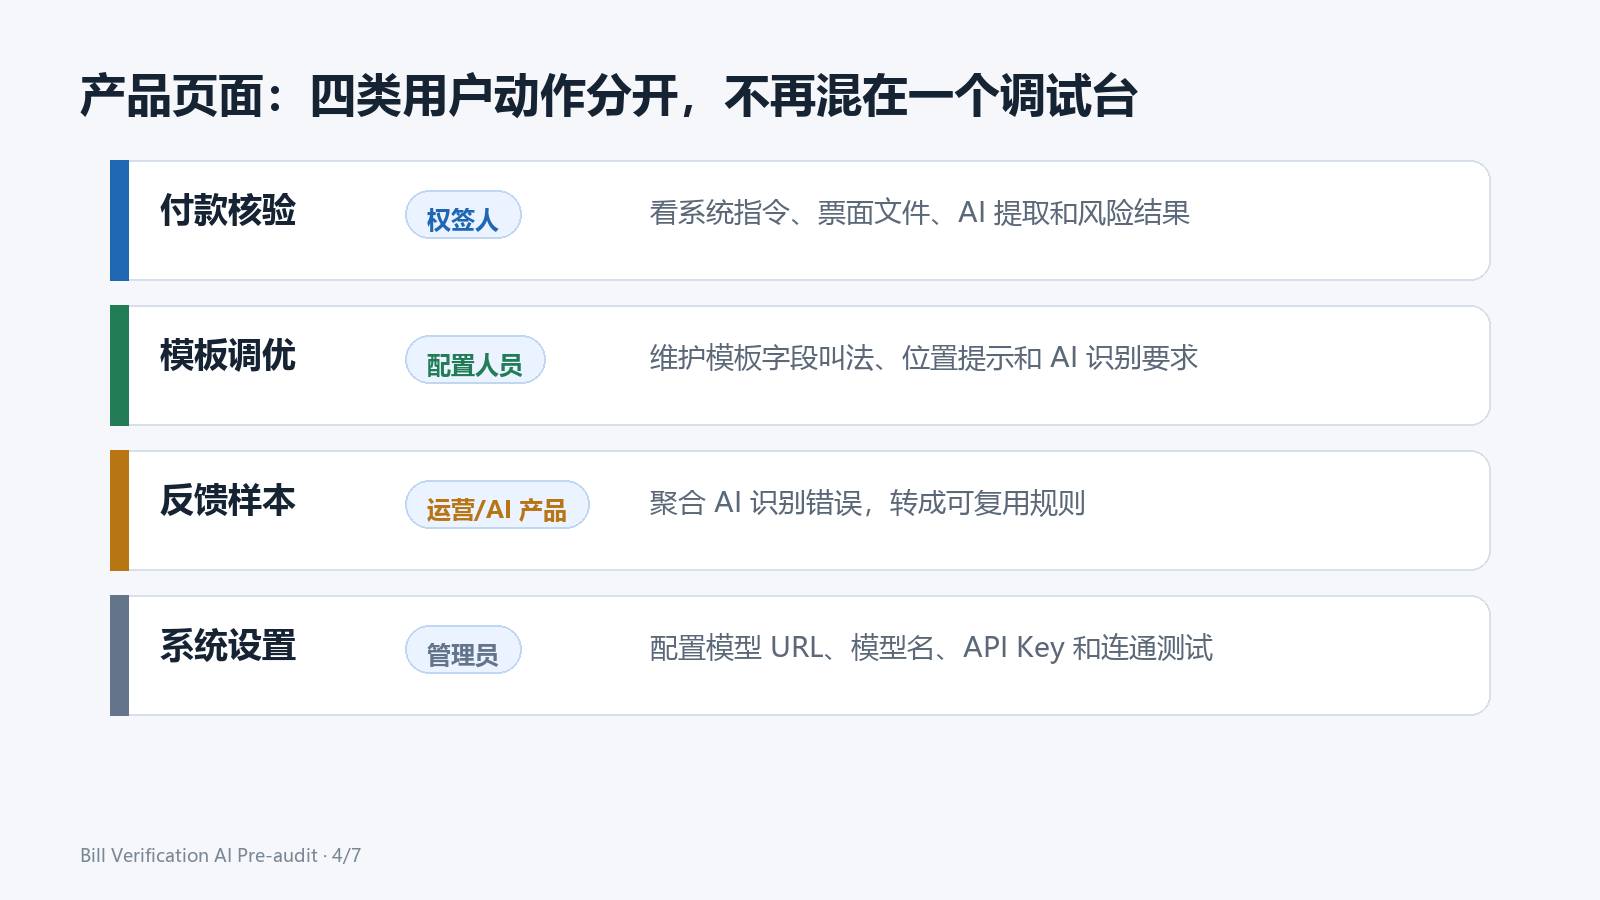 产品页面：四类用户动作分开，不再混在一个调试台
付款核验
权签人
看系统指令、票面文件、AI 提取和风险结果
模板调优
配置人员
维护模板字段叫法、位置提示和 AI 识别要求
反馈样本
运营/AI 产品
聚合 AI 识别错误，转成可复用规则
系统设置
管理员
配置模型 URL、模型名、API Key 和连通测试
Bill Verification AI Pre-audit · 4/7